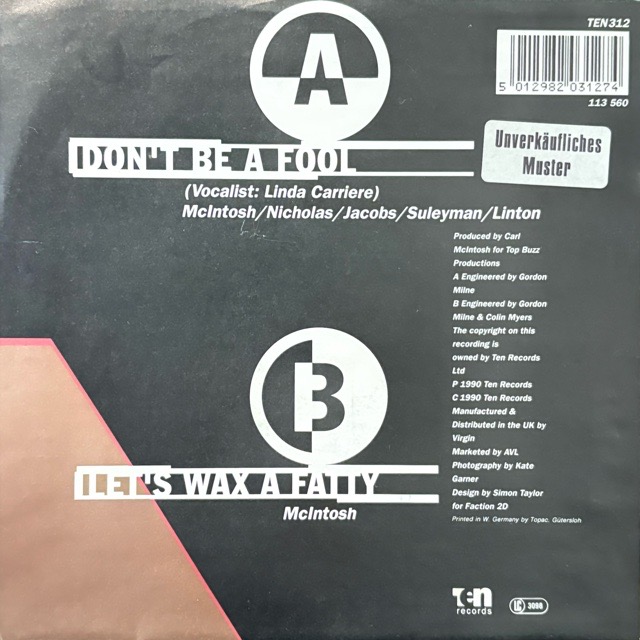 TEN312
5 012982 031274
113 560
Unverkäufliches
Muster
A
DON'T BE A FOOL
(Vocalist: Linda Carriere)
McIntosh/Nicholas/Jacobs/Suleyman/Linton
Produced by Carl
McIntosh for Top Buzz
Productions
A Engineered by Gordon
Milne
B Engineered by Gordon
Milne & Colin Myers
The copyright on this
recording is
owned by Ten Records
Ltd
P 1990 Ten Records
C 1990 Ten Records
Manufactured &
Distributed in the UK by
Virgin
Marketed by AVL
Photography by Kate
Garner
Design by Simon Taylor
for Faction 2D
Printed in W. Germany by Topac, Gütersloh
B
LET'S WAX A FATTY
McIntosh
ten
records
LC 3098